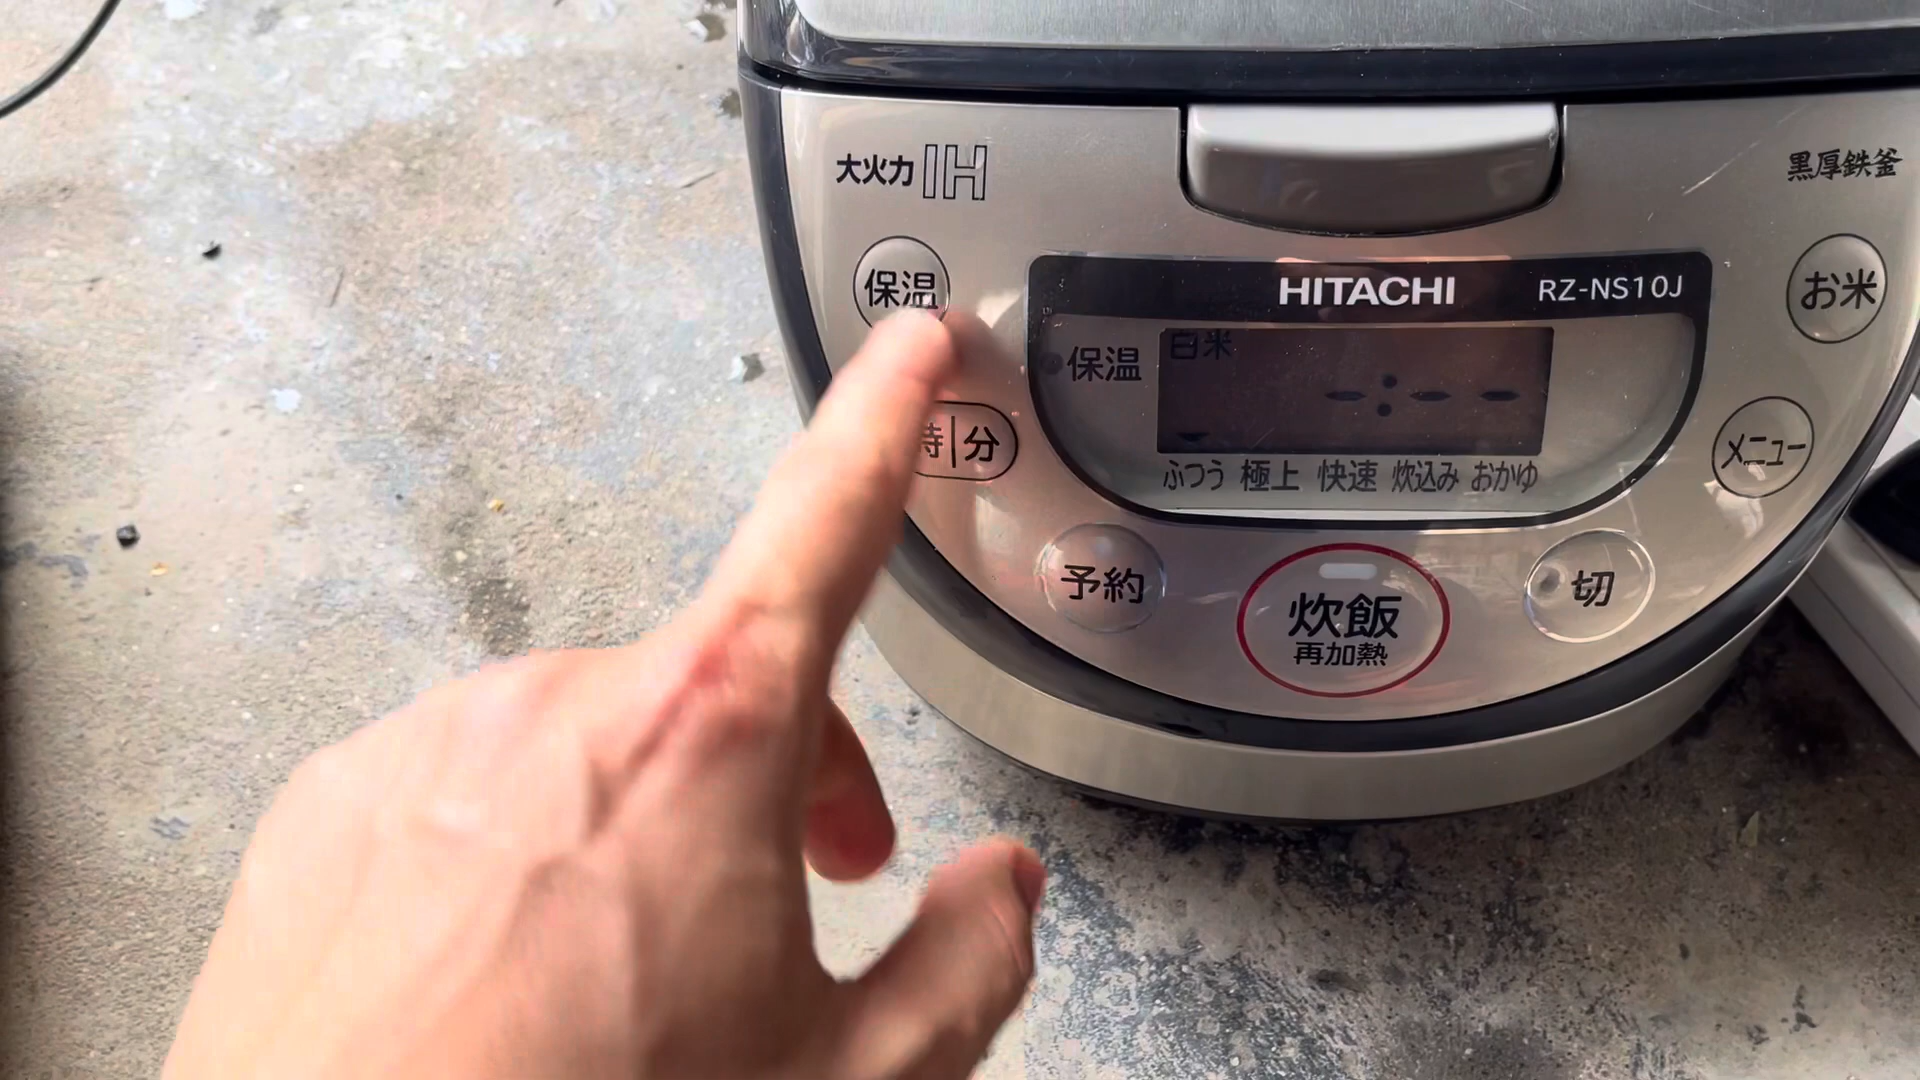 大火力 IH
黒厚鉄釜
保温
HITACHI RZ-NS10J
お米
保温
白米
-:--
時|分
メニュー
ふつう 極上 快速 炊込み おかゆ
予約
炊飯
再加熱
切